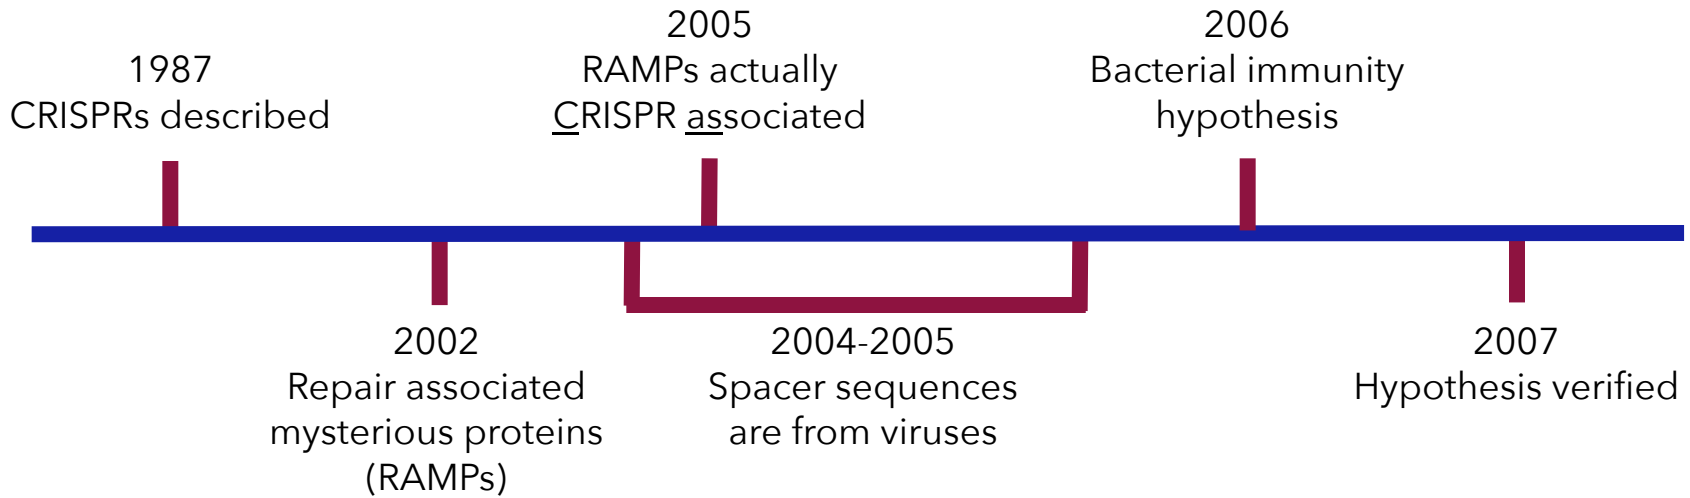 1987
CRISPRs described
2002
Repair associated
mysterious proteins
(RAMPs)
2005
RAMPs actually
CRISPR associated
2004-2005
Spacer sequences
are from viruses
2006
Bacterial immunity
hypothesis
2007
Hypothesis verified